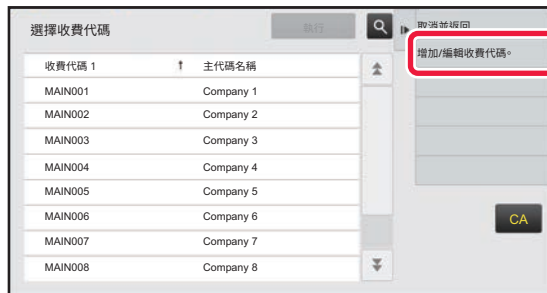 選擇收費代碼
執行
取消並返回
增加/編輯收費代碼。
收費代碼 1 ↑ 主代碼名稱
MAIN001 Company 1
MAIN002 Company 2
MAIN003 Company 3
MAIN004 Company 4
MAIN005 Company 5
MAIN006 Company 6
MAIN007 Company 7
MAIN008 Company 8
CA